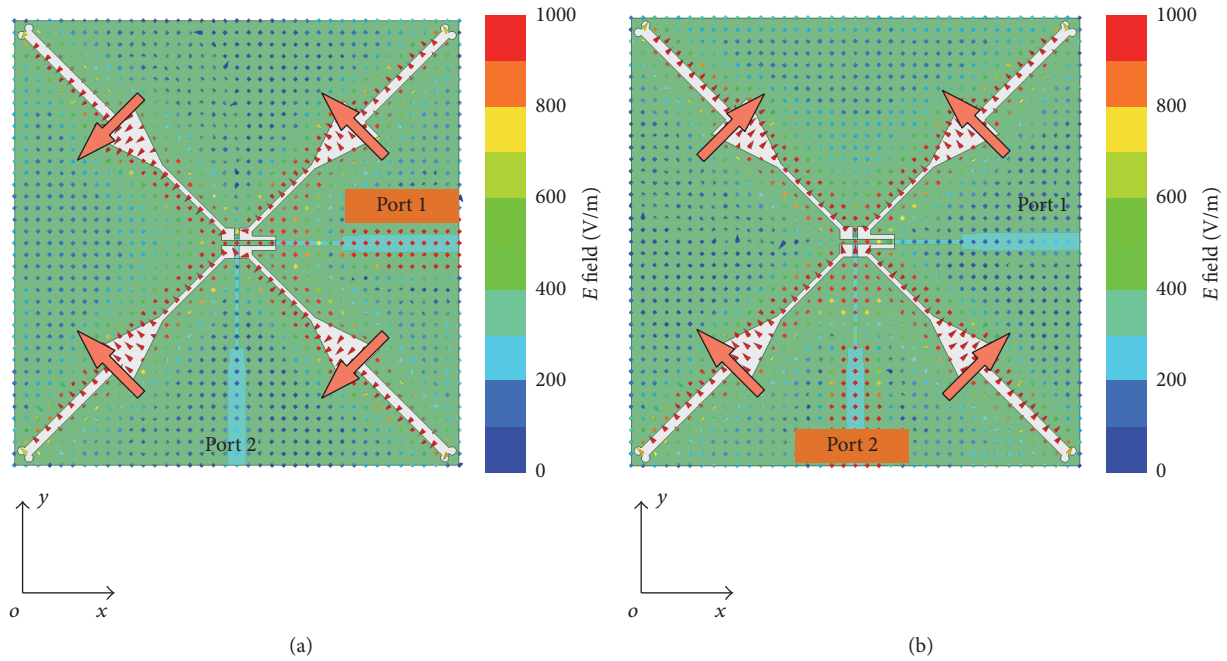 1000
800
600
400
200
0
E field (V/m)
Port 1
Port 2
y
o
x
(a)
1000
800
600
400
200
0
E field (V/m)
Port 1
Port 2
y
o
x
(b)